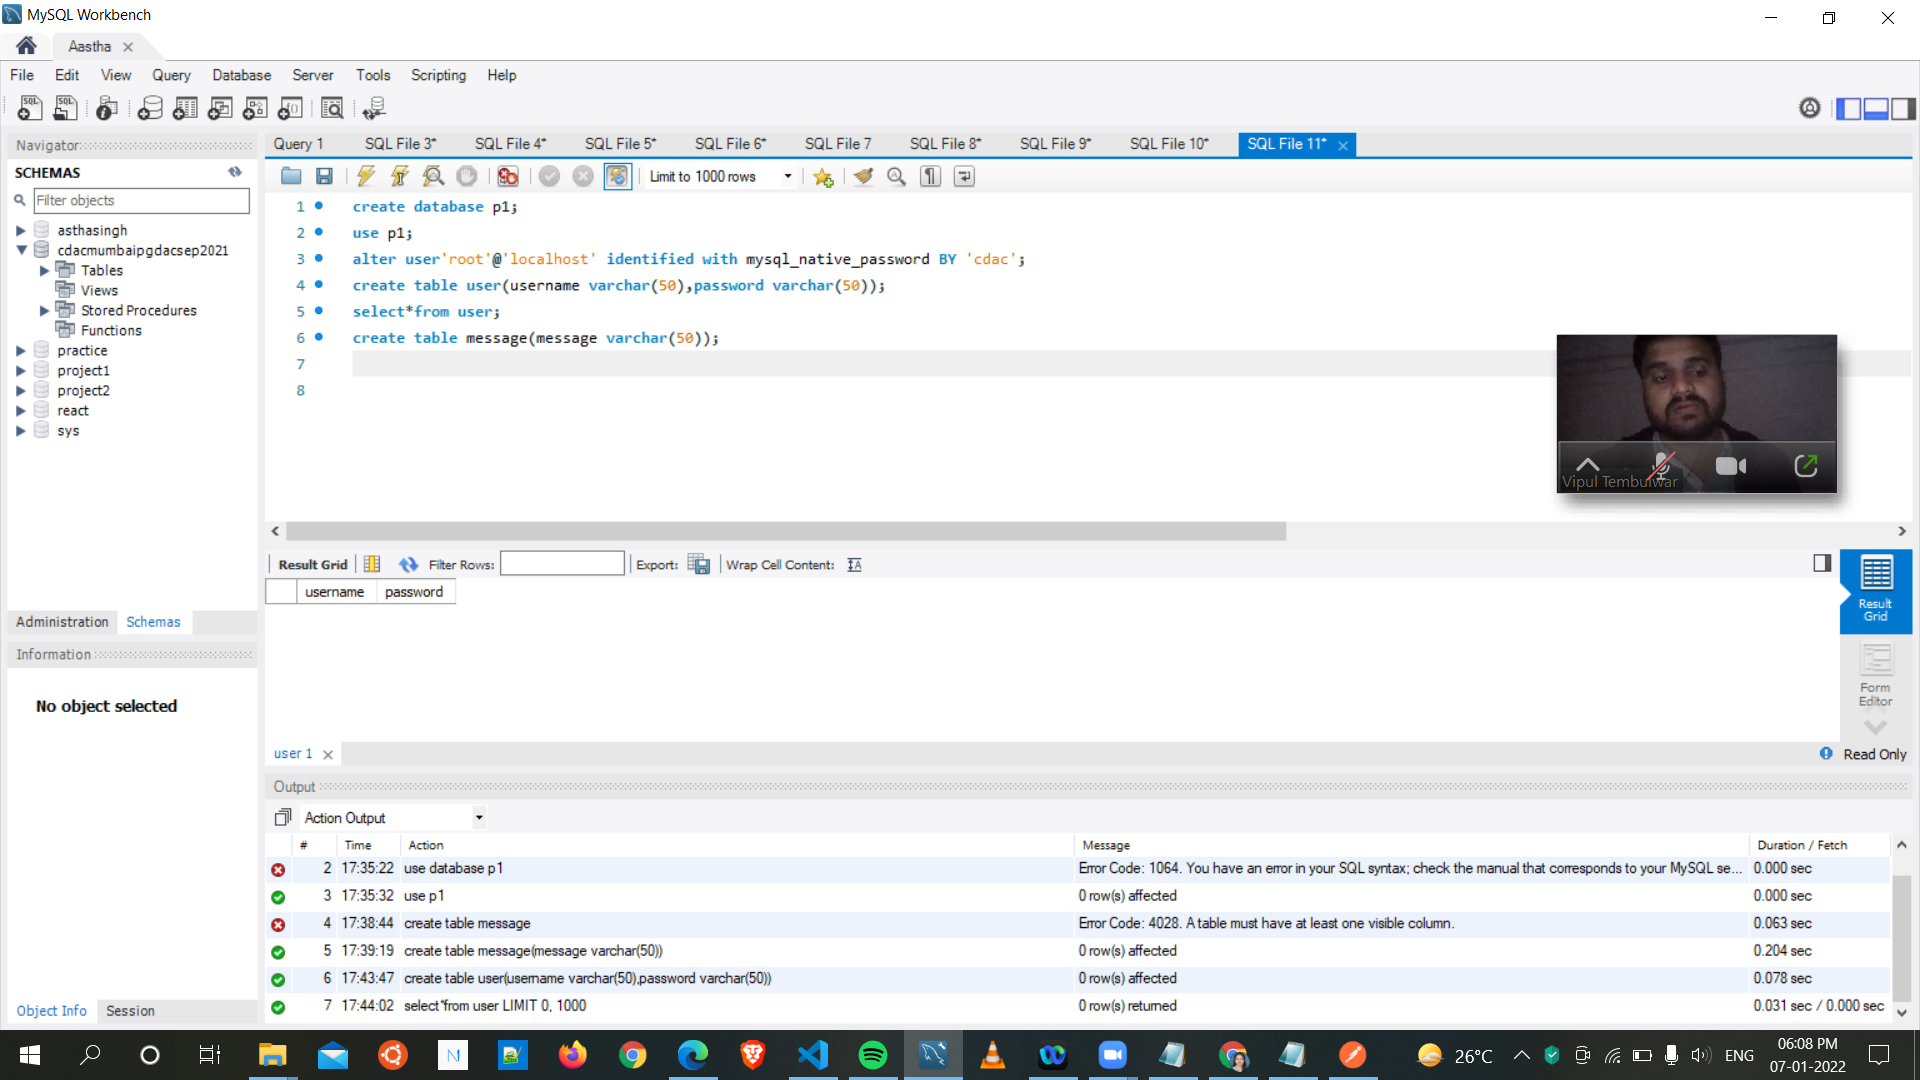 MySQL Workbench
Aastha
File Edit View Query Database Server Tools Scripting Help
Navigator
SCHEMAS
Filter objects
asthasingh
cdacmumbaipgdacsep2021
Tables
Views
Stored Procedures
Functions
practice
project1
project2
react
sys
Administration Schemas
Information
No object selected
Object Info Session
Query 1 SQL File 3* SQL File 4* SQL File 5* SQL File 6* SQL File 7 SQL File 8* SQL File 9* SQL File 10* SQL File 11*
Limit to 1000 rows
1 create database p1;
2 use p1;
3 alter user'root'@'localhost' identified with mysql_native_password BY 'cdac';
4 create table user(username varchar(50),password varchar(50));
5 select*from user;
6 create table message(message varchar(50));
7
8
Vipul Tembulwar
Result Grid Filter Rows: Export: Wrap Cell Content:
username password
Result Grid
Form Editor
user 1
Read Only
Output
Action Output
# Time Action Message Duration / Fetch
2 17:35:22 use database p1 Error Code: 1064. You have an error in your SQL syntax; check the manual that corresponds to your MySQL se... 0.000 sec
3 17:35:32 use p1 0 row(s) affected 0.000 sec
4 17:38:44 create table message Error Code: 4028. A table must have at least one visible column. 0.063 sec
5 17:39:19 create table message(message varchar(50)) 0 row(s) affected 0.204 sec
6 17:43:47 create table user(username varchar(50),password varchar(50)) 0 row(s) affected 0.078 sec
7 17:44:02 select*from user LIMIT 0, 1000 0 row(s) returned 0.031 sec / 0.000 sec
26°C ENG 06:08 PM
07-01-2022